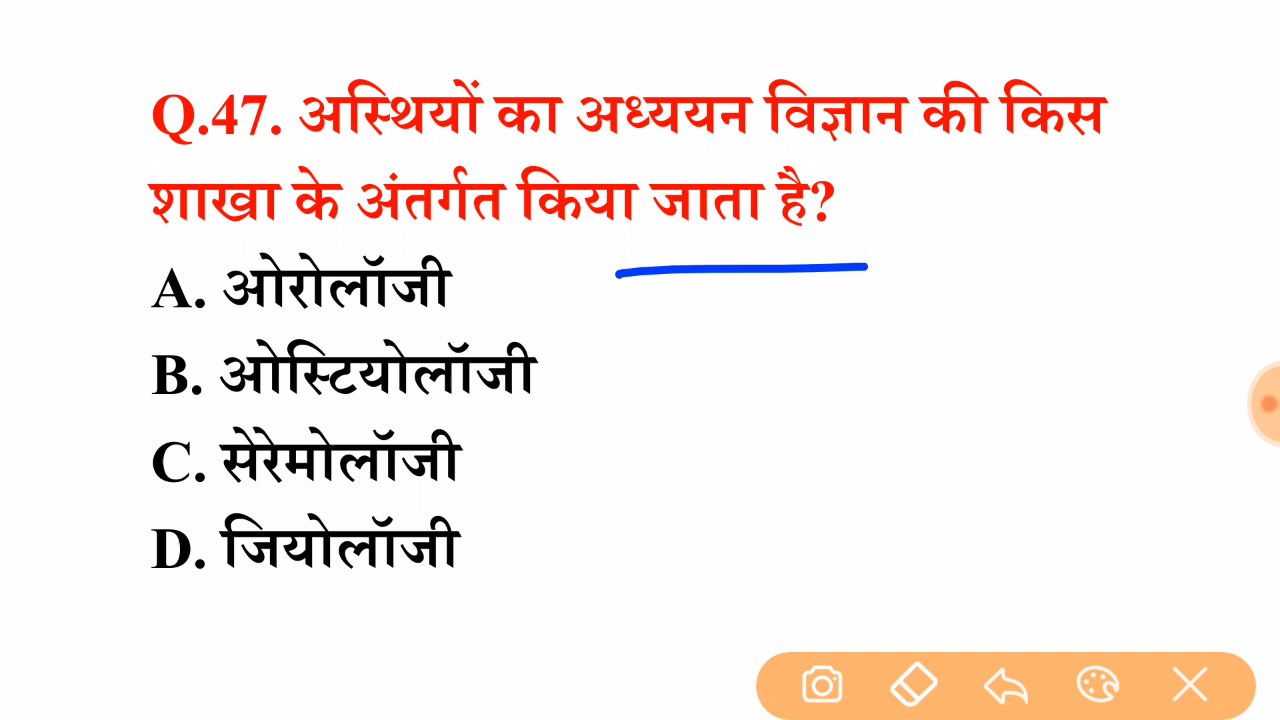 Q.47. अस्थियों का अध्ययन विज्ञान की किस
शाखा के अंतर्गत किया जाता है?
A. ओरोलॉजी
B. ओस्टियोलॉजी
C. सेरेमोलॉजी
D. जियोलॉजी